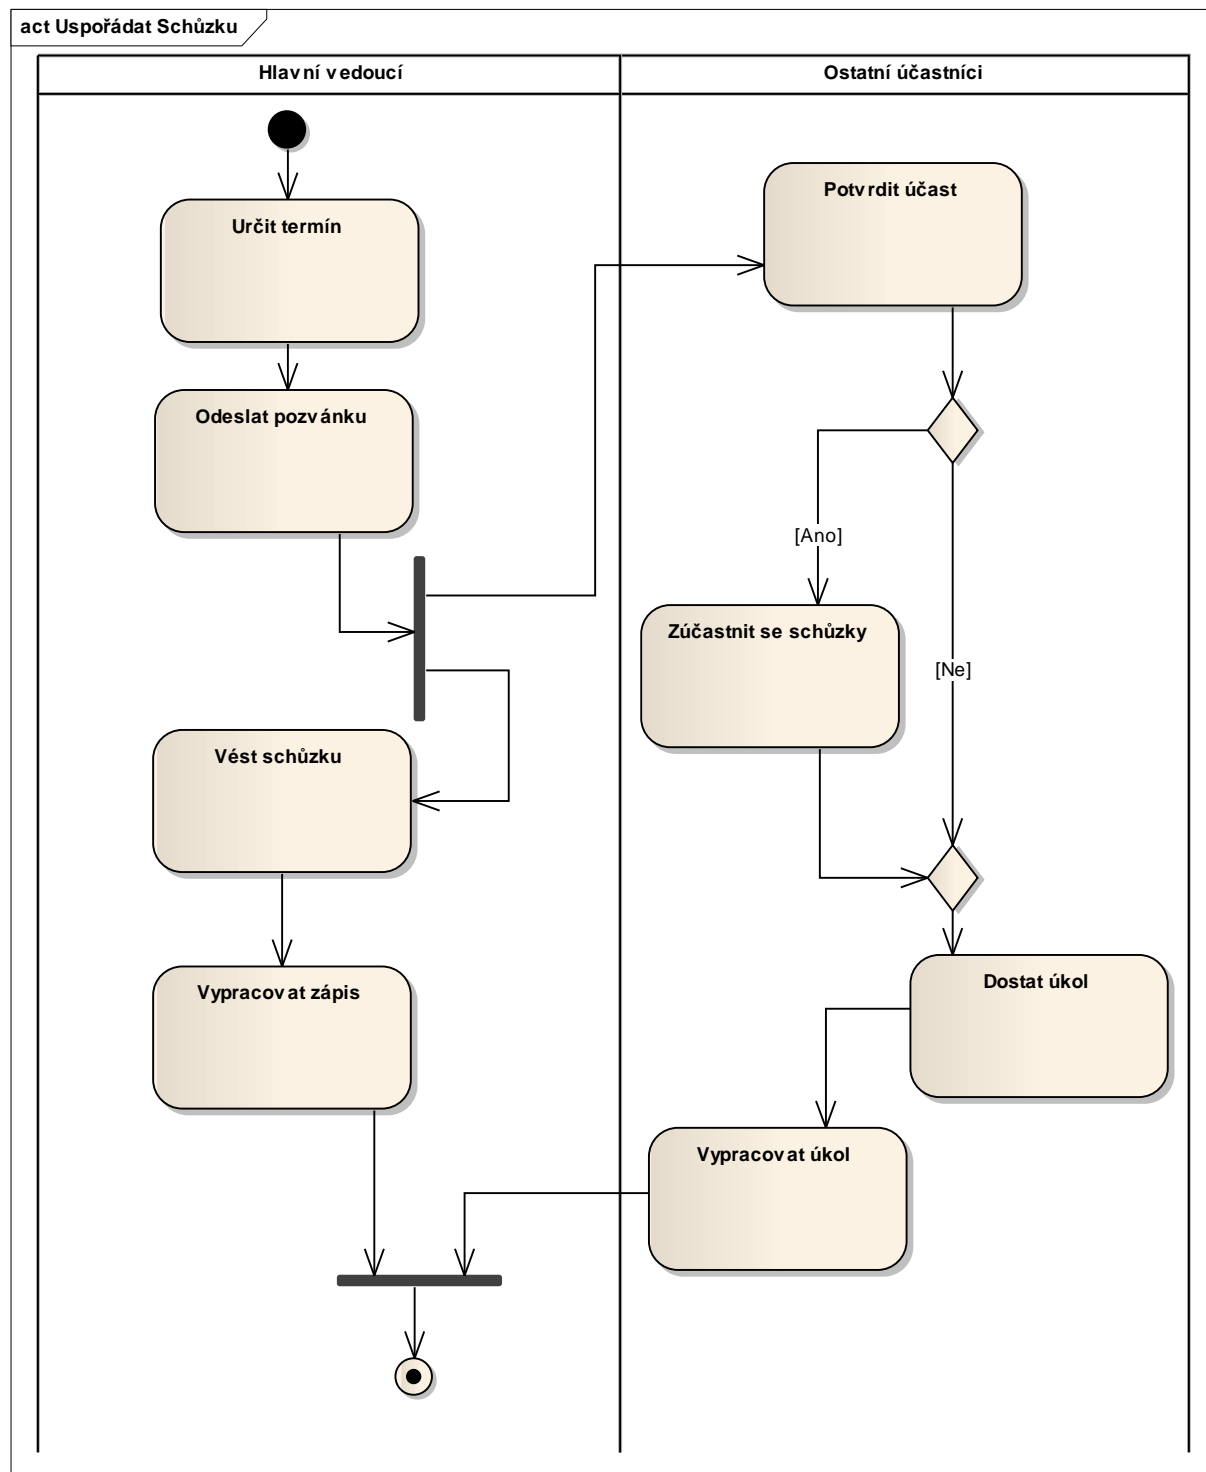 act Uspořádat Schůzku
Hlavní vedoucí
Ostatní účastníci
Potvrdit účast
Určit termín
Odeslat pozvánku
[Ano]
Zúčastnit se schůzky
[Ne]
Vést schůzku
Dostat úkol
Vypracovat zápis
Vypracovat úkol